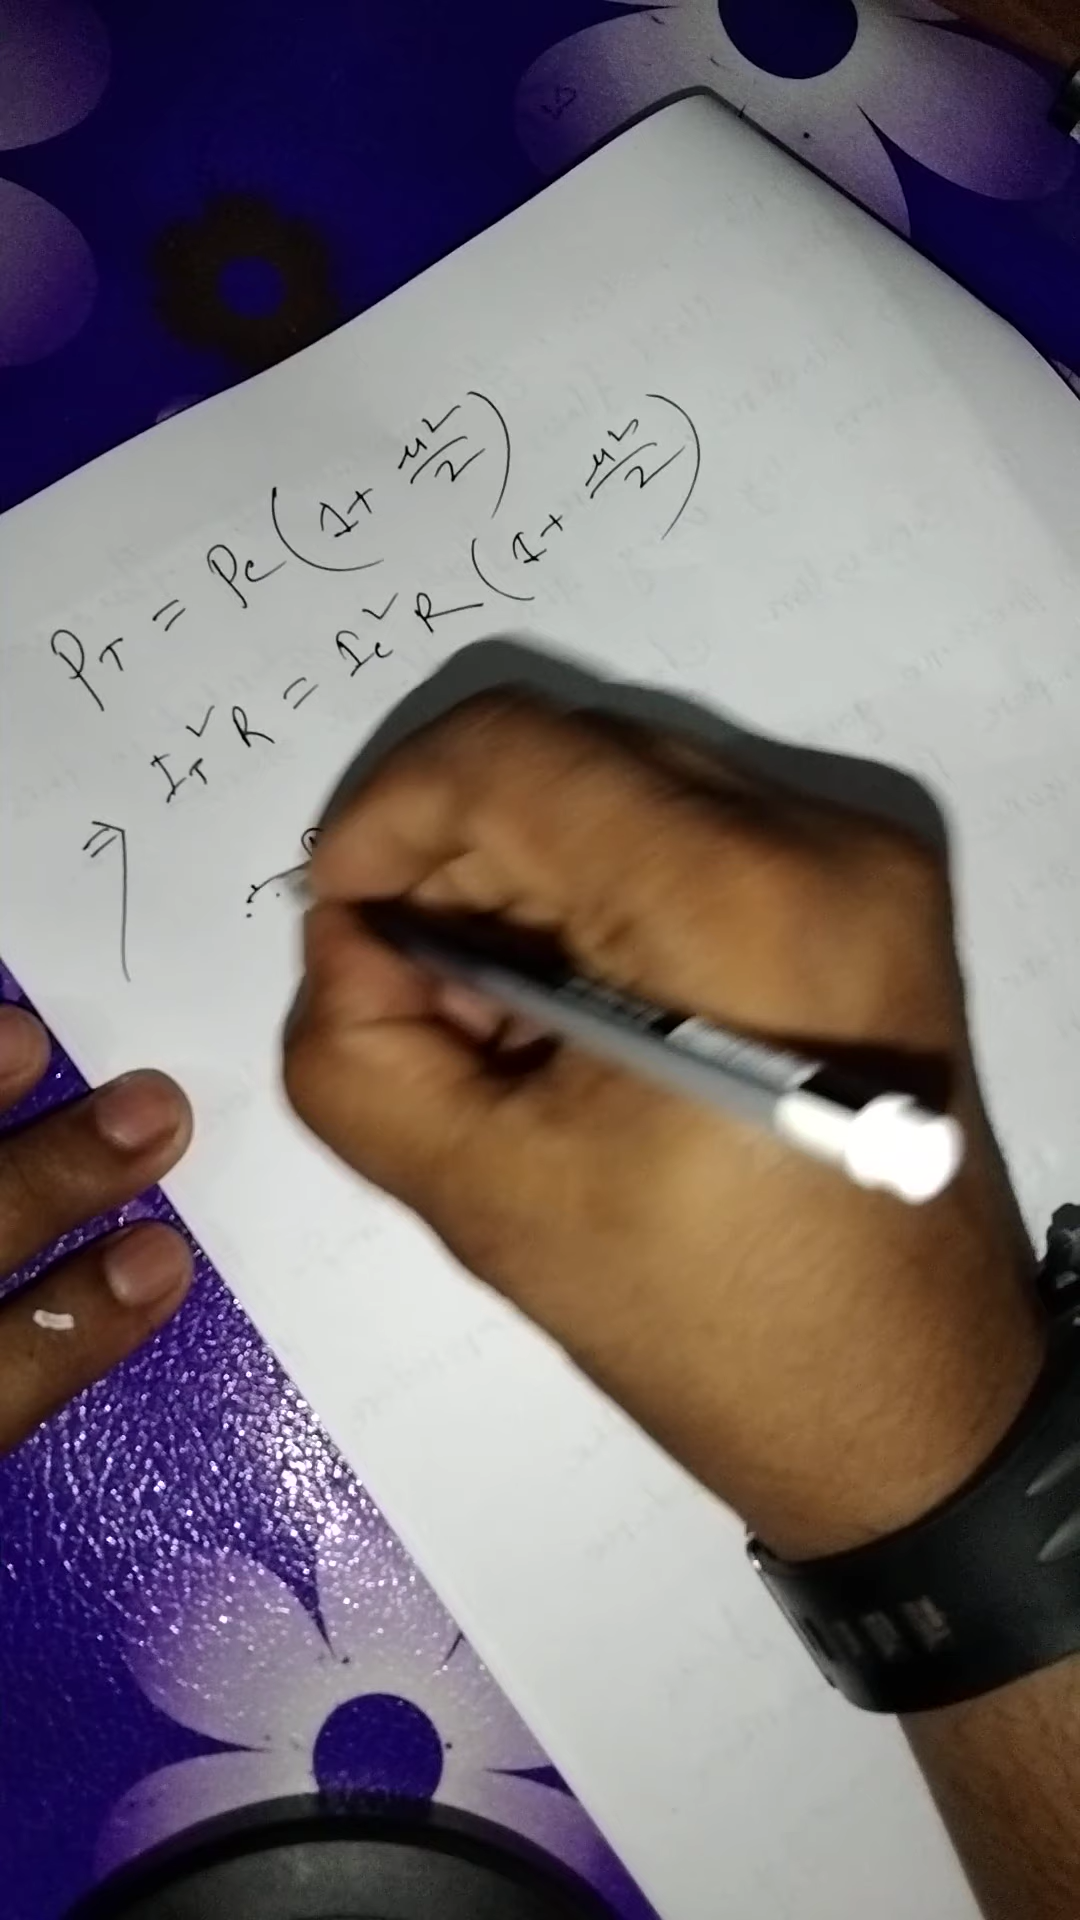 P_T = P_c (1 + μ²/2)
I_T² R = I_c² R (1 + μ²/2)
⇒